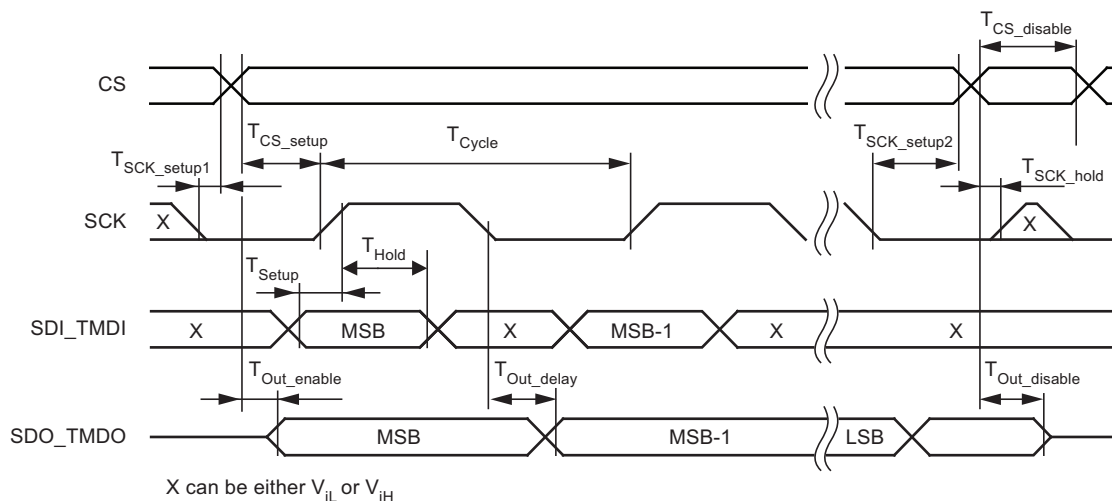 T_CS_disable
CS
T_CS_setup
T_Cycle
T_SCK_setup2
T_SCK_setup1
T_SCK_hold
SCK
X
X
T_Hold
T_Setup
SDI_TMDI
X
MSB
X
MSB-1
X
X
T_Out_enable
T_Out_delay
T_Out_disable
SDO_TMDO
MSB
MSB-1
LSB
X can be either V_iL or V_iH